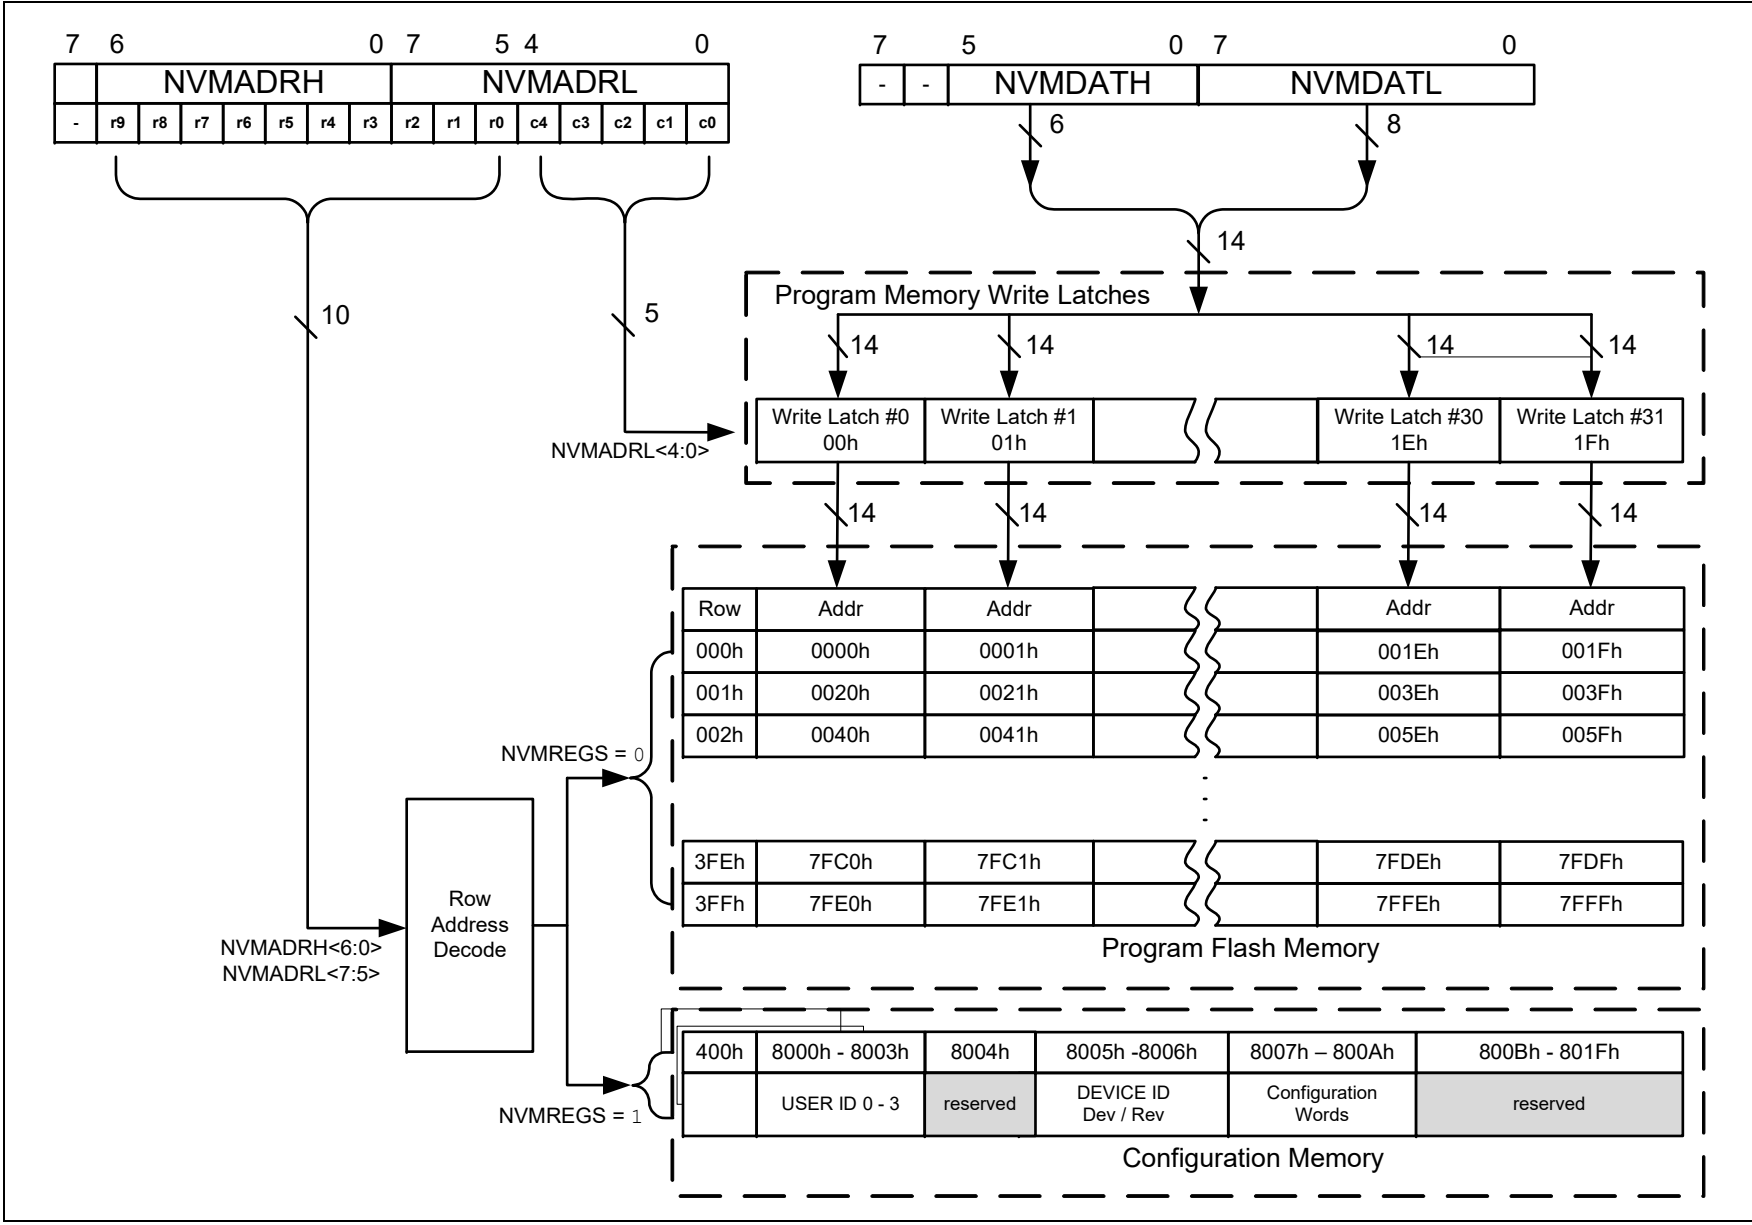 7 6 0 7 5 4 0
NVMADRH NVMADRL
- r9 r8 r7 r6 r5 r4 r3 r2 r1 r0 c4 c3 c2 c1 c0
7 5 0 7 0
- - NVMDATH NVMDATL
6 8
14
10
5
Program Memory Write Latches
14 14 14 14
Write Latch #0 Write Latch #1 Write Latch #30 Write Latch #31
00h 01h 1Eh 1Fh
NVMADRL<4:0>
14 14 14 14
Row Addr Addr Addr Addr
000h 0000h 0001h 001Eh 001Fh
001h 0020h 0021h 003Eh 003Fh
002h 0040h 0041h 005Eh 005Fh
NVMREGS = 0
3FEh 7FC0h 7FC1h 7FDEh 7FDFh
3FFh 7FE0h 7FE1h 7FFEh 7FFFh
Program Flash Memory
Row
Address
Decode
NVMADRH<6:0>
NVMADRL<7:5>
400h 8000h - 8003h 8004h 8005h -8006h 8007h – 800Ah 800Bh - 801Fh
USER ID 0 - 3 reserved DEVICE ID Configuration reserved
Dev / Rev Words
NVMREGS = 1
Configuration Memory